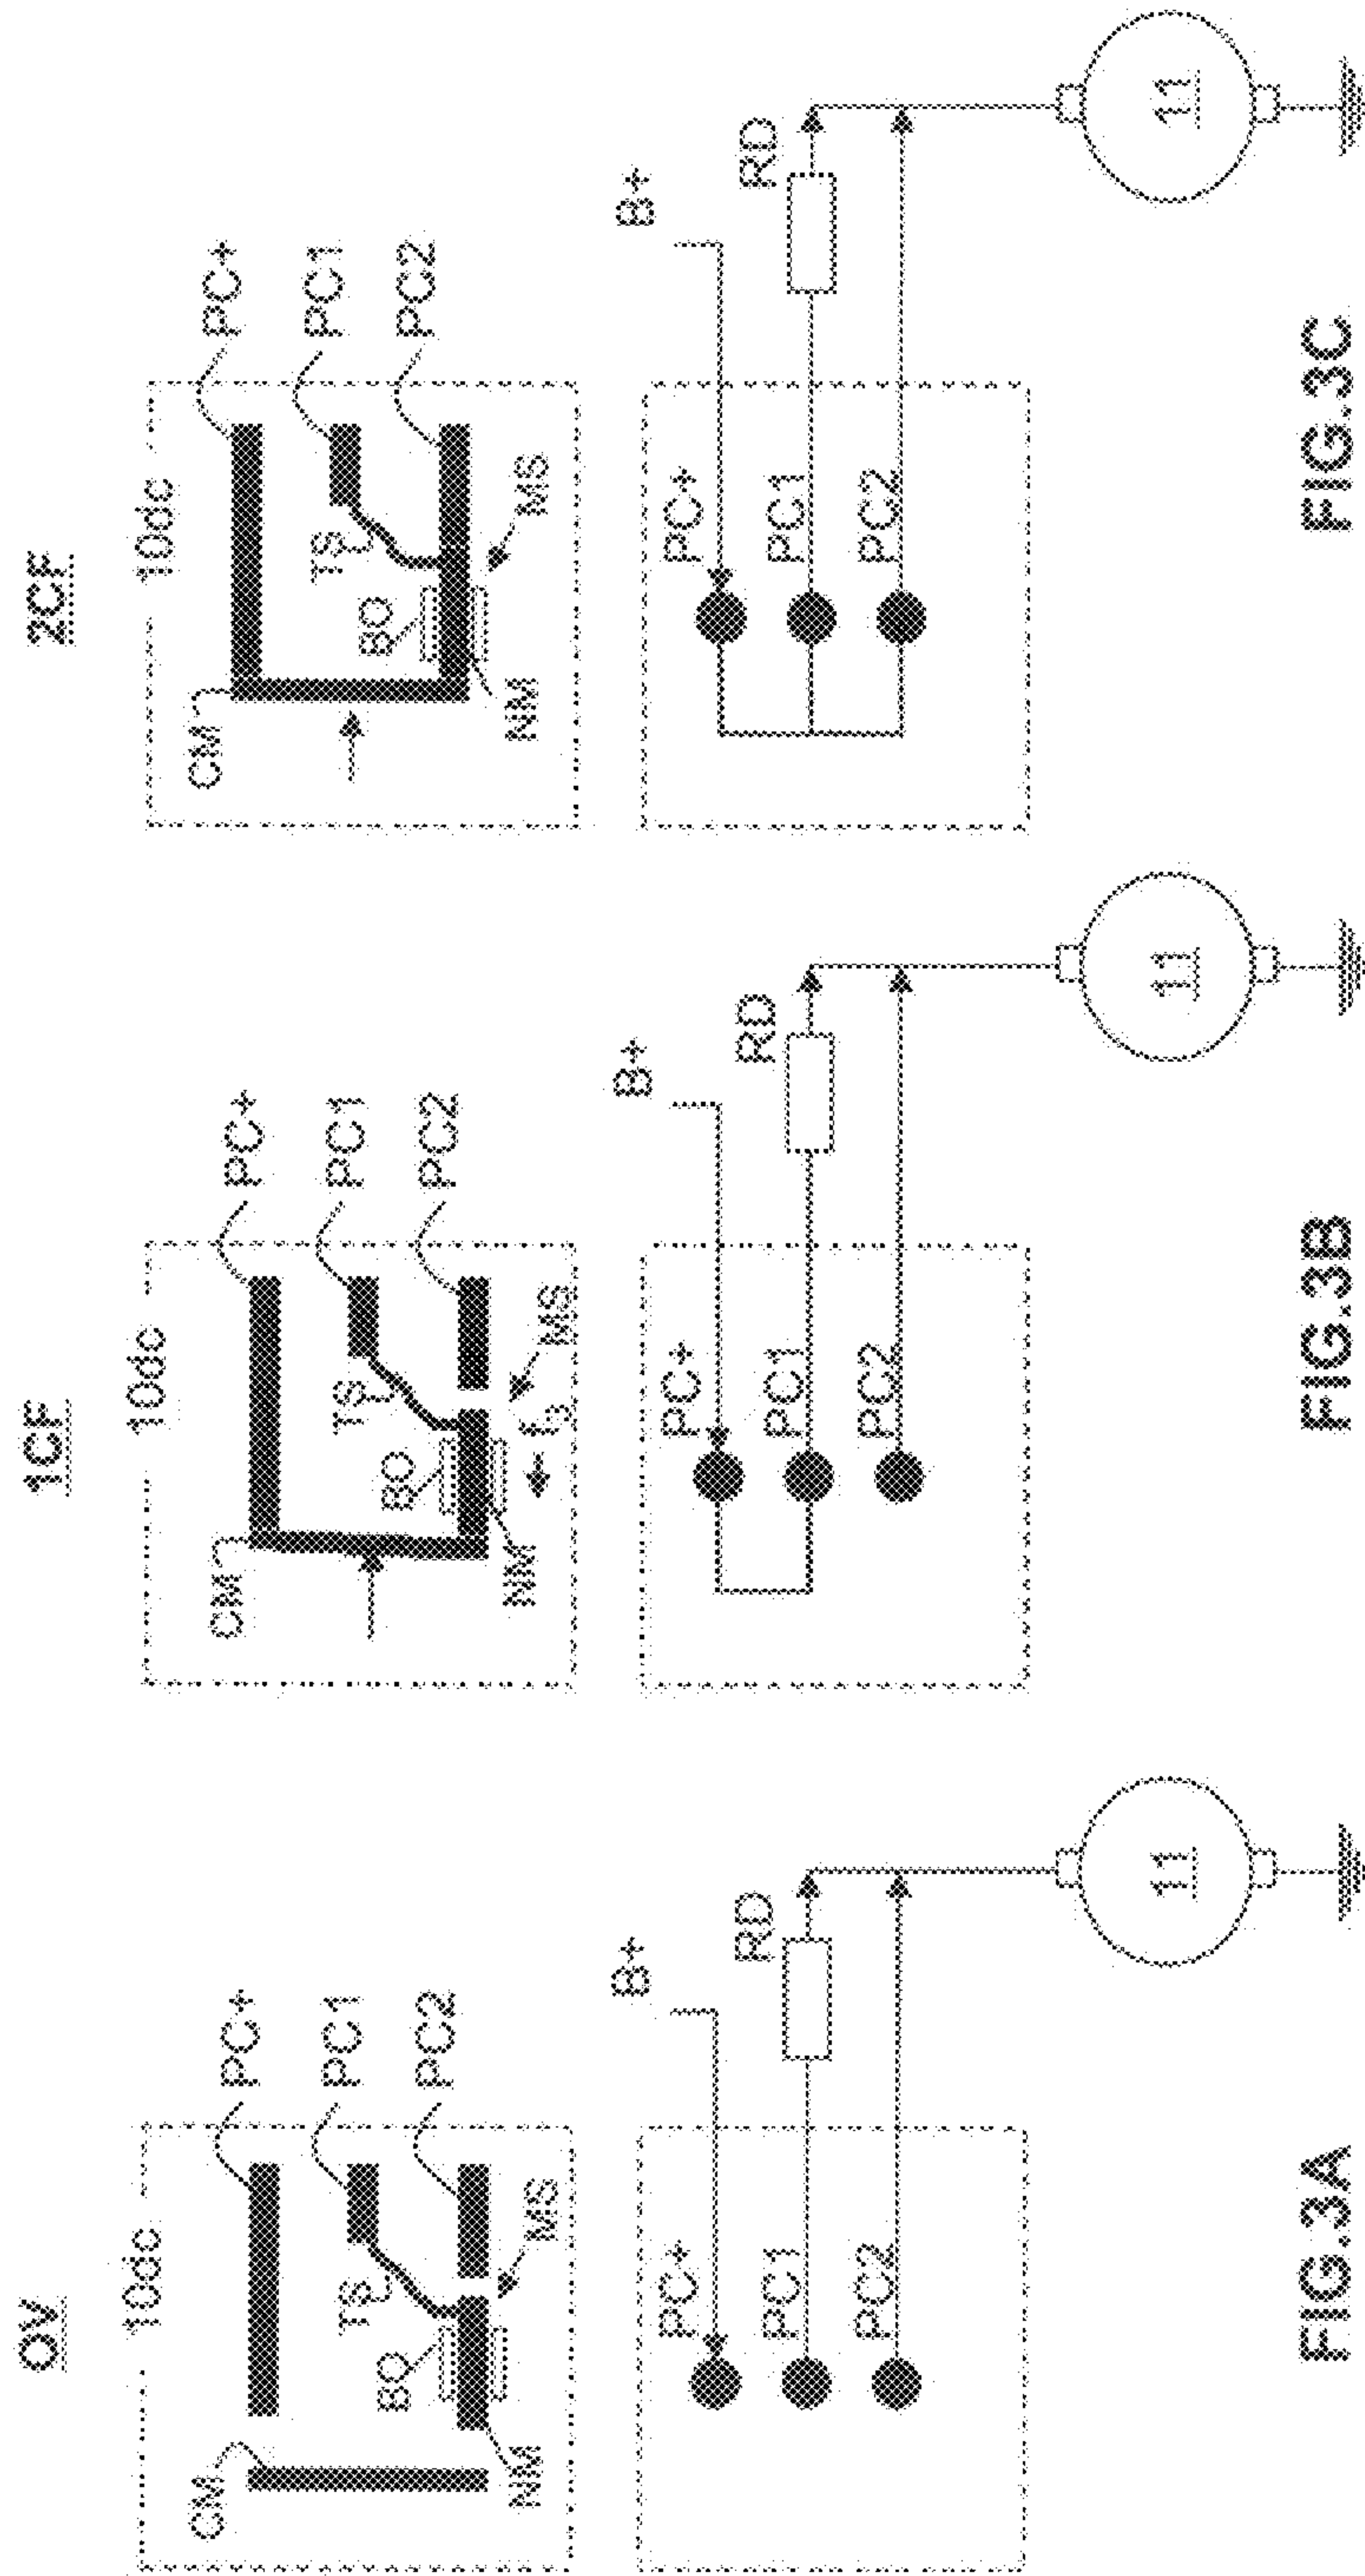 OV
10dc
CM
BO
TS
NM
MS
PC+
PC1
PC2
PC+
PC1
PC2
B+
RD
11
FIG.3A
1CF
10dc
CM
BO
TS
NM
MS
PC+
PC1
PC2
PC+
PC1
PC2
B+
RD
11
FIG.3B
2CF
10dc
CM
BO
TS
NM
MS
PC+
PC1
PC2
PC+
PC1
PC2
B+
RD
11
FIG.3C